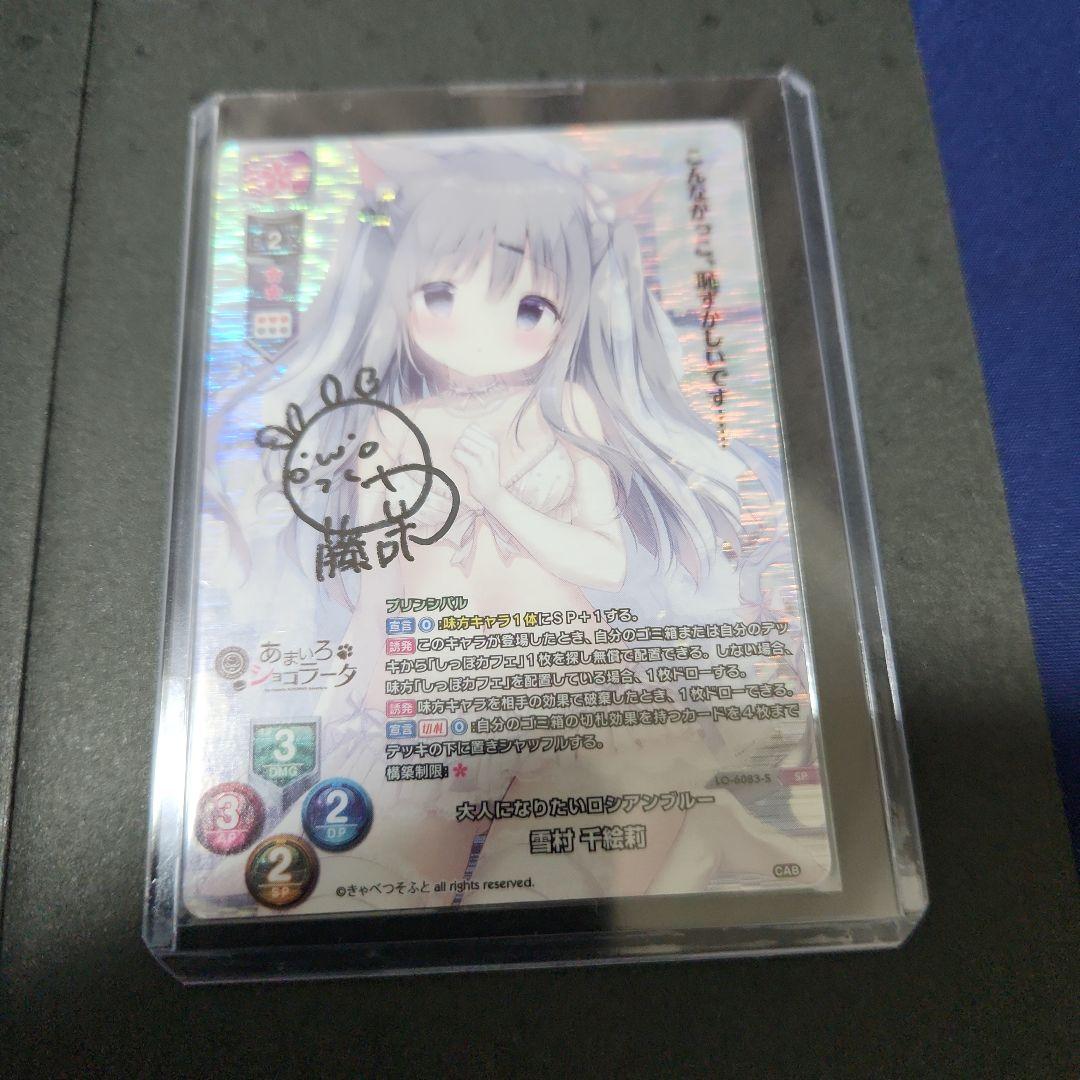 2
こんなかっこ、恥ずかしいです……
藤咲
プリンシパル
宣言 0:味方キャラ1体にSP+1する。
誘発 このキャラが登場したとき、自分のゴミ箱または自分のデッ
キから「しっぽカフェ」1枚を探し無償で配置できる。しない場合、
味方「しっぽカフェ」を配置している場合、1枚ドローする。
誘発 味方キャラを相手の効果で破棄したとき、1枚ドローできる。
宣言 切札 0:自分のゴミ箱の切札効果を持つカードを4枚まで
デッキの下に置きシャッフルする。
構築制限:
あまいろ
ショコラータ
3
DMG
3
AP
2
DP
2
SP
LO-6083-S SP
大人になりたいロシアンブルー
雪村 千絵莉
©きゃべつそふと all rights reserved.
CAB